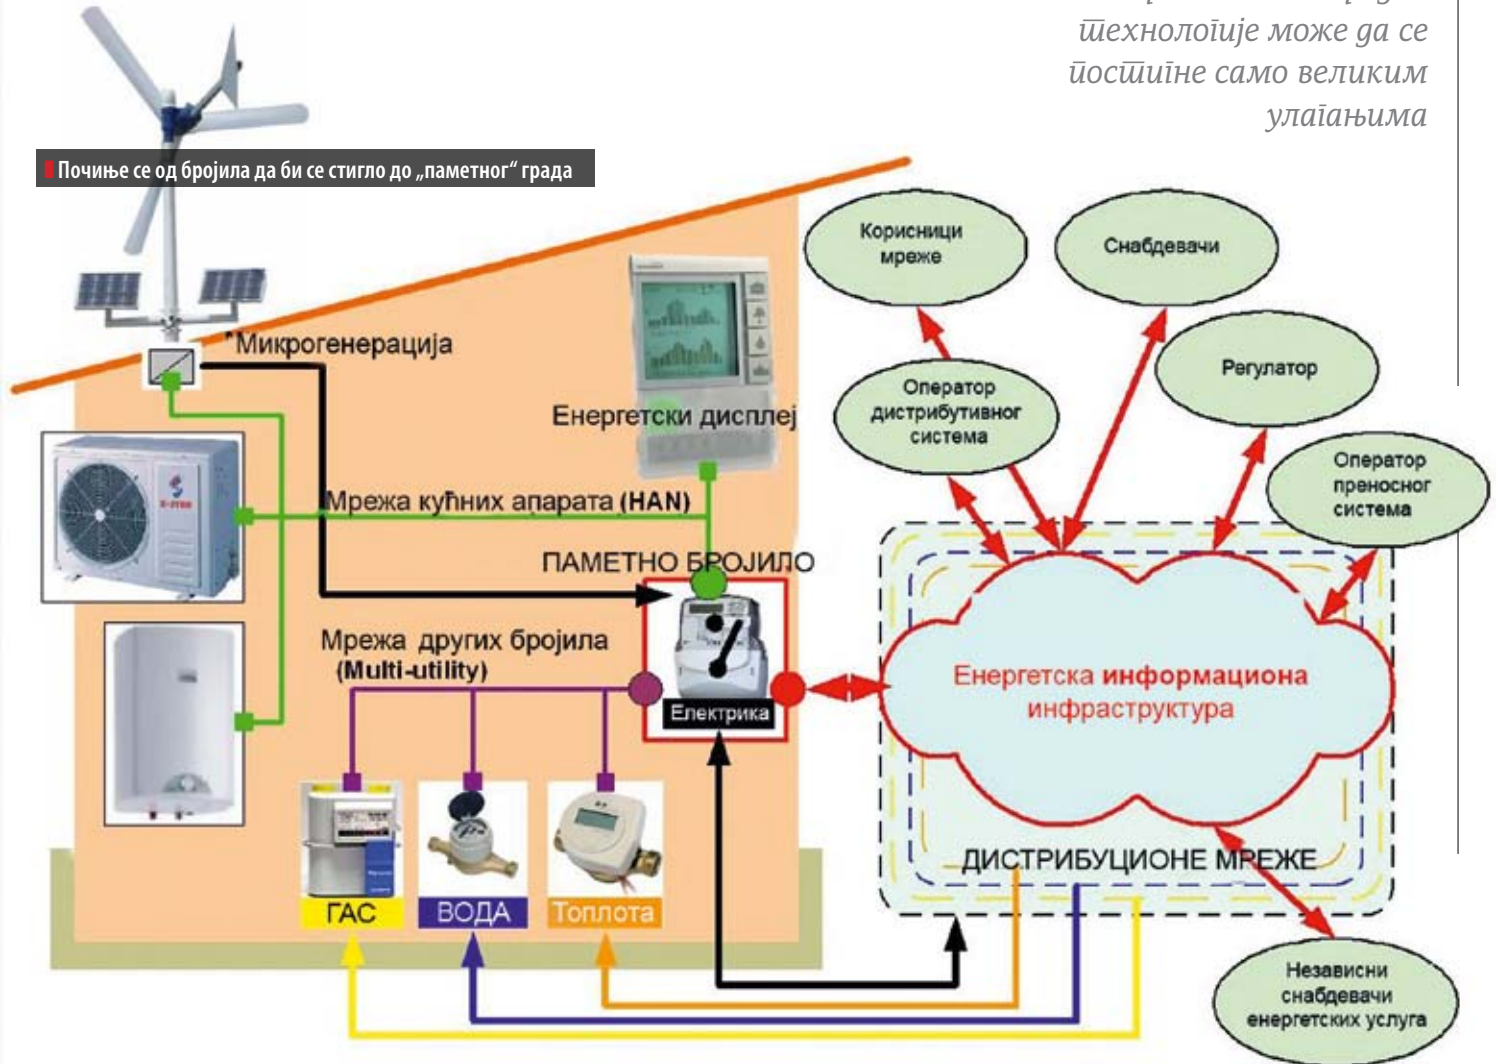 технологије може да се
постигне само великим
улагањима
Почиње се од бројила да би се стигло до „паметног“ града
Корисници
мреже
Снабдевачи
*Микрогенерација
Регулатор
Оператор
дистрибутивног
система
Енергетски дисплеј
Оператор
преносног
система
Мрежа кућних апарата (HAN)
ПАМЕТНО БРОЈИЛО
Мрежа других бројила
(Multi-utility)
Електрика
Енергетска информациона
инфраструктура
ДИСТРИБУЦИОНЕ МРЕЖЕ
ГАС
ВОДА
Топлота
Независни
снабдевачи
енергетских услуга